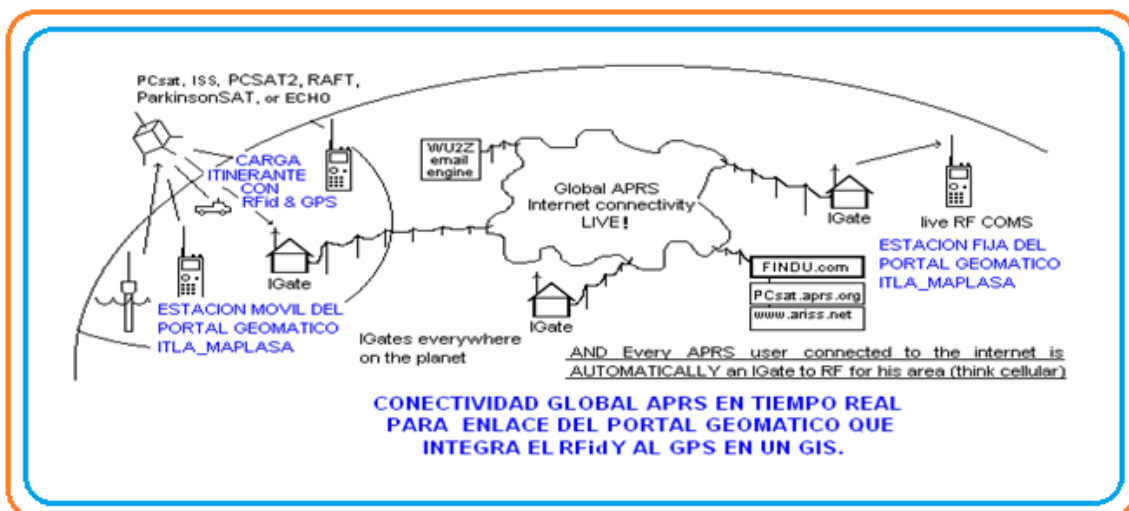 PCsat, ISS, PCSAT2, RAFT,
ParkinsonSAT, or ECHO
CARGA
ITINERANTE
CON
RFid & GPS
WU2Z
email
engine
Global APRS
Internet connectivity
LIVE!
IGate
live RF COMS
ESTACION FIJA DEL
PORTAL GEOMATICO
ITLA_MAPLASA
IGate
ESTACION MOVIL DEL
PORTAL GEOMATICO
ITLA_MAPLASA
IGate
FINDU.com
PCsat.aprs.org
www.ariss.net
IGates everywhere
on the planet
AND Every APRS user connected to the internet is
AUTOMATICALLY an IGate to RF for his area (think cellular)
CONECTIVIDAD GLOBAL APRS EN TIEMPO REAL
PARA ENLACE DEL PORTAL GEOMATICO QUE
INTEGRA EL RFid Y AL GPS EN UN GIS.